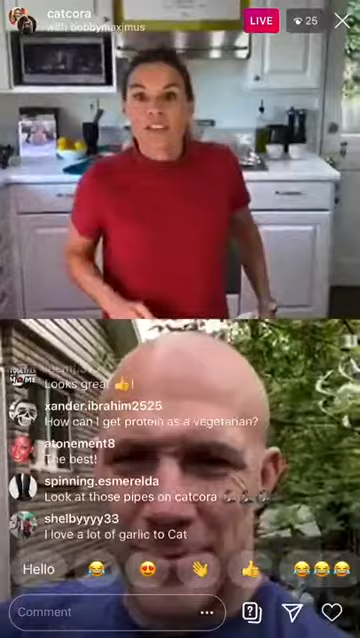 catcora
with bobbymaximus
LIVE
25
Looks great 👍!
xander.ibrahim2525
How can I get protein as a vegetarian?
atonement8
The best!
spinning.esmerelda
Look at those pipes on catcora
shelbyyyy33
I love a lot of garlic to Cat
Hello
Comment